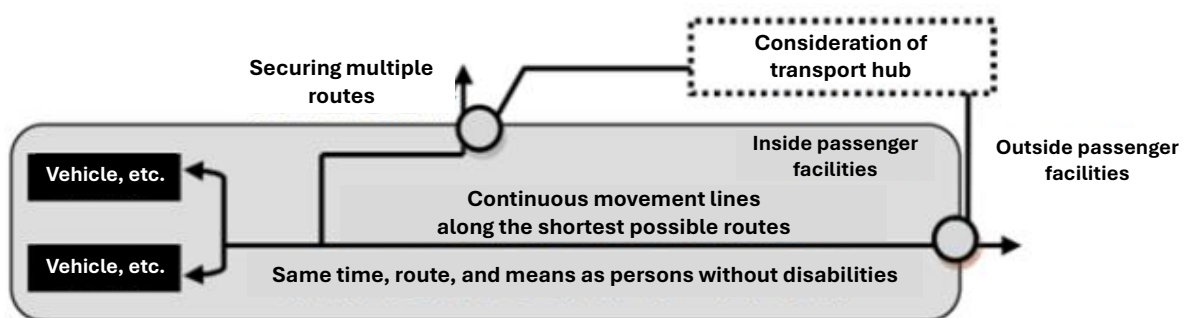 Consideration of
transport hub
Securing multiple
routes
Inside passenger
facilities
Outside passenger
facilities
Vehicle, etc.
Continuous movement lines
along the shortest possible routes
Vehicle, etc.
Same time, route, and means as persons without disabilities